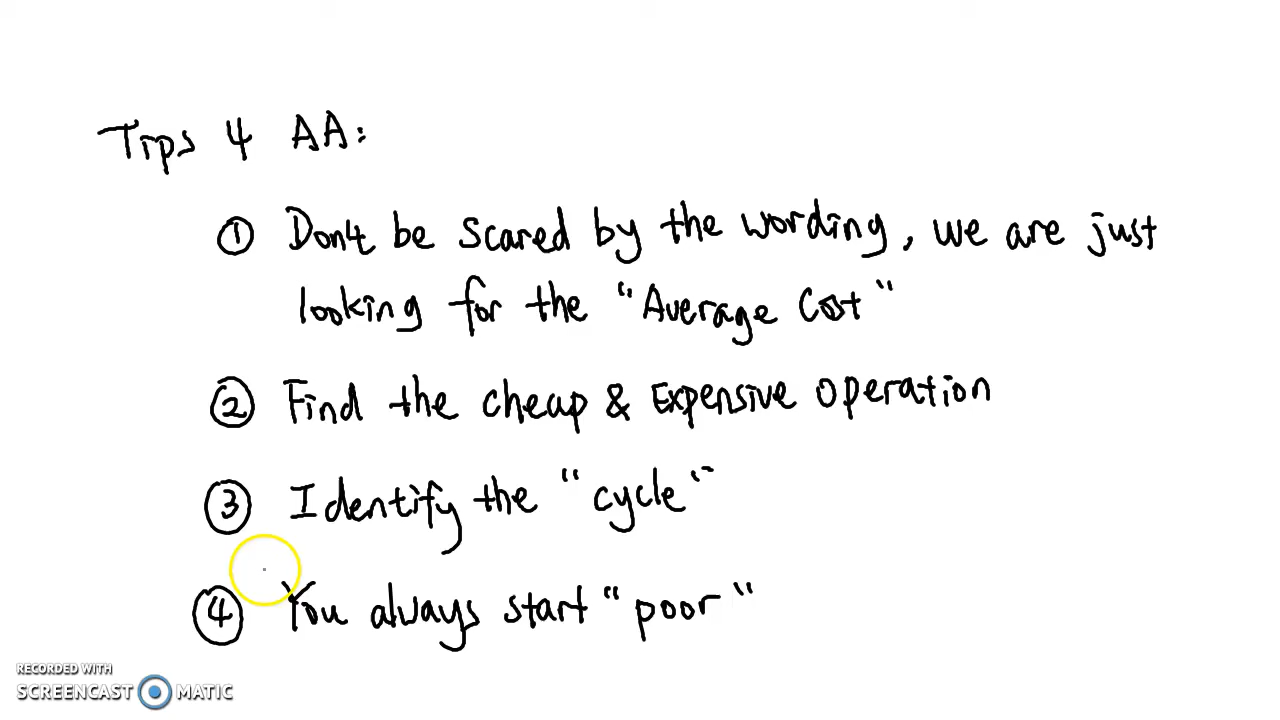 Tips 4 AA:
① Don't be scared by the wording, we are just
looking for the "Average Cost"
② Find the cheap & Expensive operation
③ Identify the "cycle"
④ You always start "poor"
RECORDED WITH
SCREENCAST MATIC